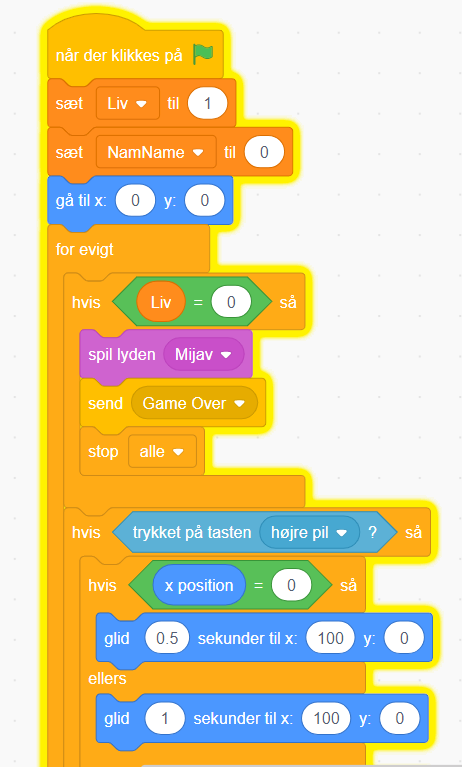 når der klikkes på
sæt Liv til 1
sæt NamName til 0
gå til x: 0 y: 0
for evigt
hvis Liv = 0 så
spil lyden Mijav
send Game Over
stop alle
hvis trykket på tasten højre pil ? så
hvis x position = 0 så
glid 0.5 sekunder til x: 100 y: 0
ellers
glid 1 sekunder til x: 100 y: 0